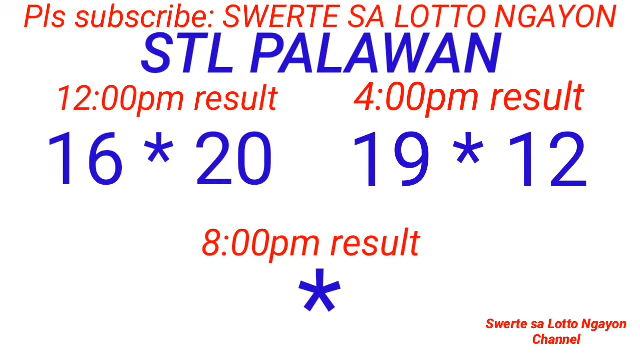 Pls subscribe: SWERTE SA LOTTO NGAYON
STL PALAWAN
12:00pm result
4:00pm result
16 * 20
19 * 12
8:00pm result
*
Swerte sa Lotto Ngayon
Channel